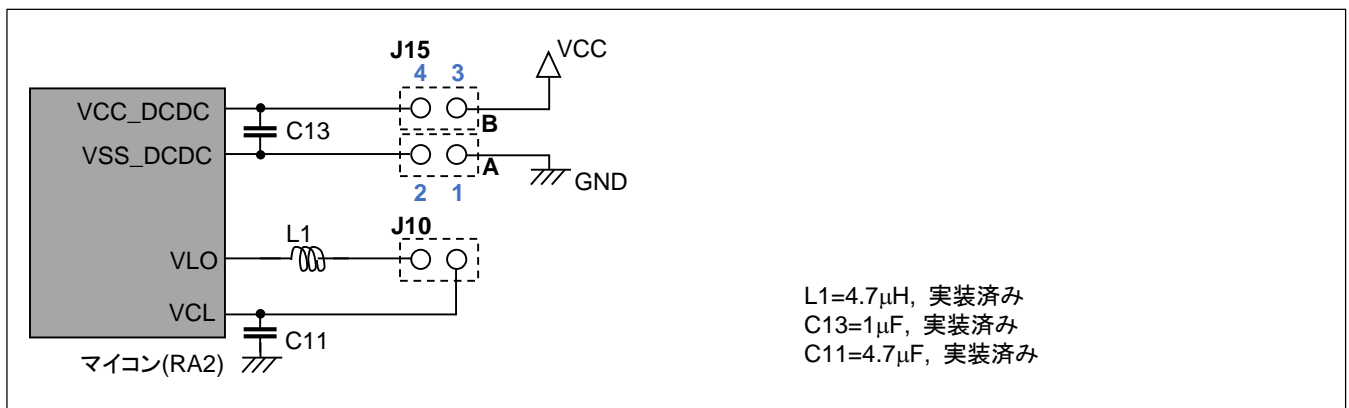 J15
VCC
4 3
VCC_DCDC
C13
B
VSS_DCDC
A
GND
2 1
J10
L1
VLO
VCL
C11
マイコン(RA2)
L1=4.7μH, 実装済み
C13=1μF, 実装済み
C11=4.7μF, 実装済み